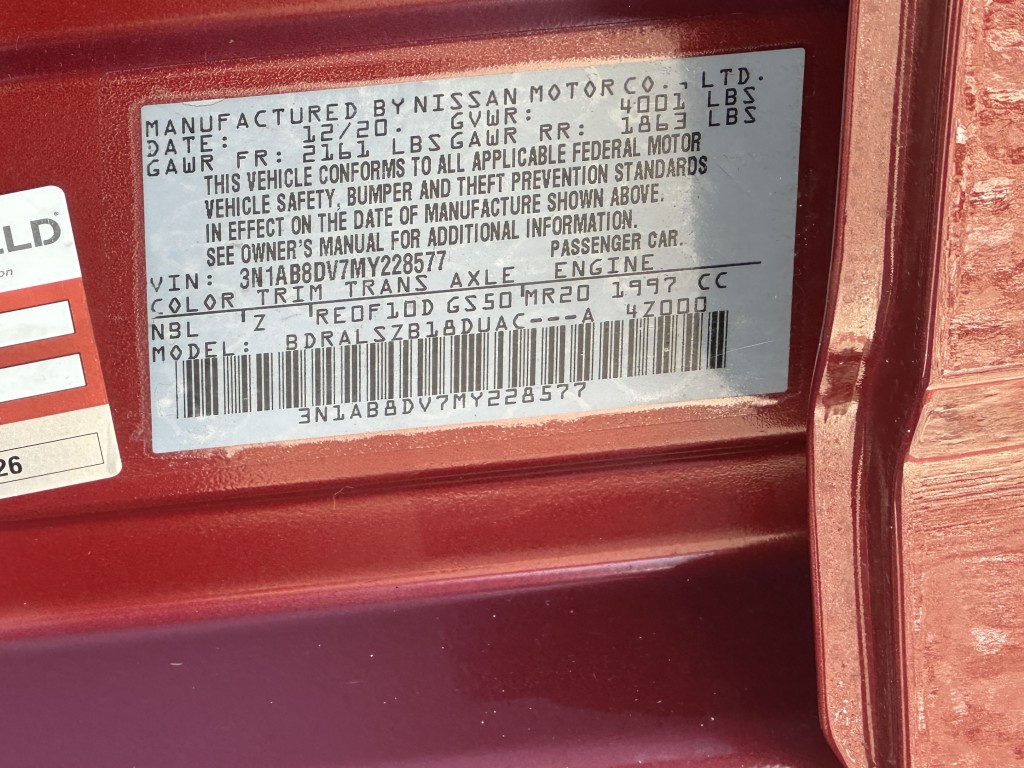 MANUFACTURED BY NISSAN MOTOR CO., LTD.
DATE: 12/20. GVWR: 4001 LBS
GAWR FR: 2161 LBS GAWR RR: 1863 LBS
THIS VEHICLE CONFORMS TO ALL APPLICABLE FEDERAL MOTOR
VEHICLE SAFETY, BUMPER AND THEFT PREVENTION STANDARDS
IN EFFECT ON THE DATE OF MANUFACTURE SHOWN ABOVE.
SEE OWNER'S MANUAL FOR ADDITIONAL INFORMATION.
VIN: 3N1AB8DV7MY228577 PASSENGER CAR.
COLOR TRIM TRANS AXLE ENGINE
NBL 'Z 'RE0F10D GS50 MR20 1997 CC
MODEL: BDRALSZB18DUAC---A 4Z000
3N1AB8DV7MY228577
LD
on
26